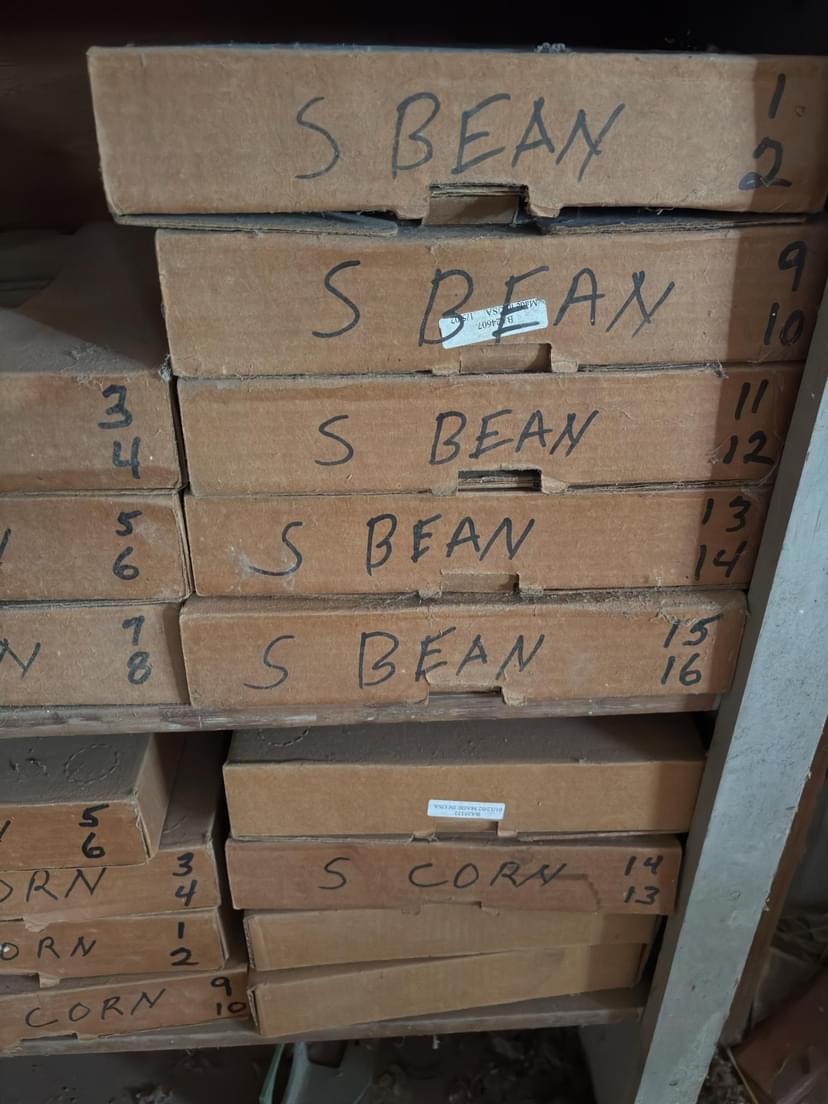 S BEAN 1
2
S BEAN 9
10
S BEAN 11
12
S BEAN 13
14
S BEAN 15
16
3
4
5
6
N 7
8
5
6
ORN 3
4
ORN 1
2
CORN 9
10
S CORN 14
13